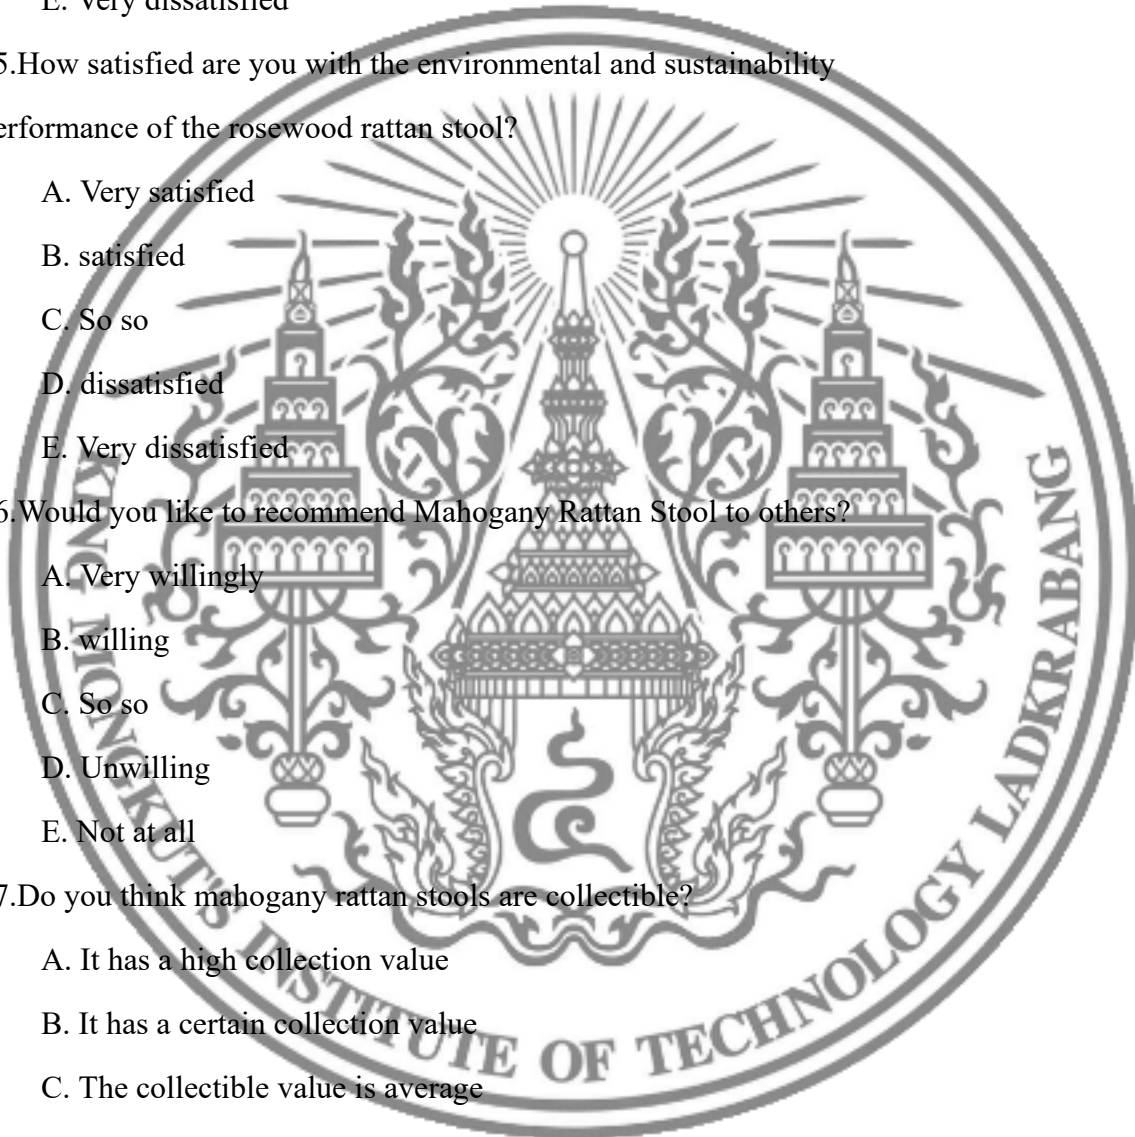 E. Very dissatisfied
5.How satisfied are you with the environmental and sustainability
erformance of the rosewood rattan stool?
A. Very satisfied
B. satisfied
C. So so
D. dissatisfied
E. Very dissatisfied
6.Would you like to recommend Mahogany Rattan Stool to others?
A. Very willingly
B. willing
C. So so
D. Unwilling
E. Not at all
7.Do you think mahogany rattan stools are collectible?
A. It has a high collection value
B. It has a certain collection value
C. The collectible value is average
KING MONGKUT'S INSTITUTE OF TECHNOLOGY LADKRABANG